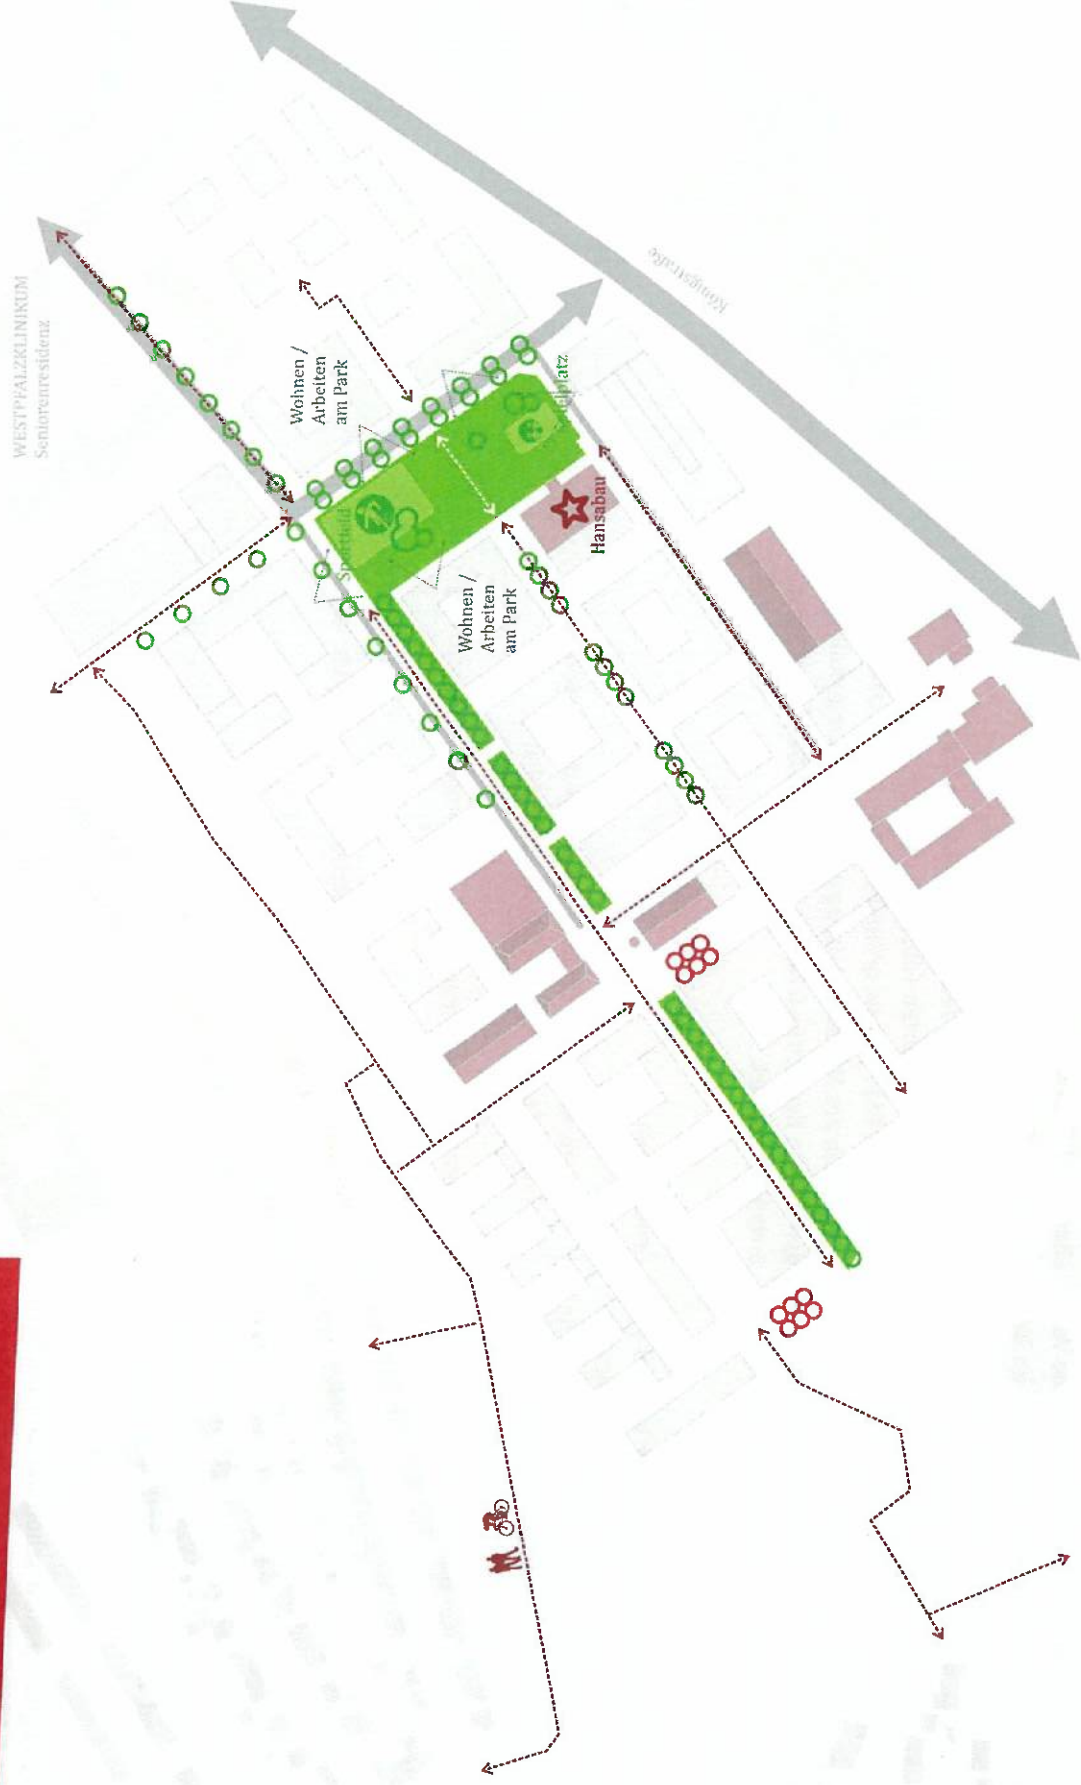 WESTPFALZKLINIKUM
Seniorenresidenz
Königstraße
Wohnen /
Arbeiten
am Park
Hansabau
Wohnen /
Arbeiten
am Park